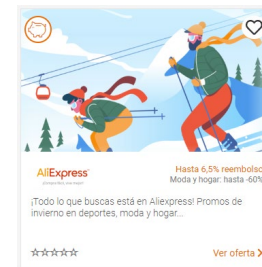 Hasta 6,5% reembolso
AliExpress
Moda y hogar: hasta -60%
¡Todo lo que buscas está en Aliexpress! Promos de
invierno en deportes, moda y hogar...
Ver oferta